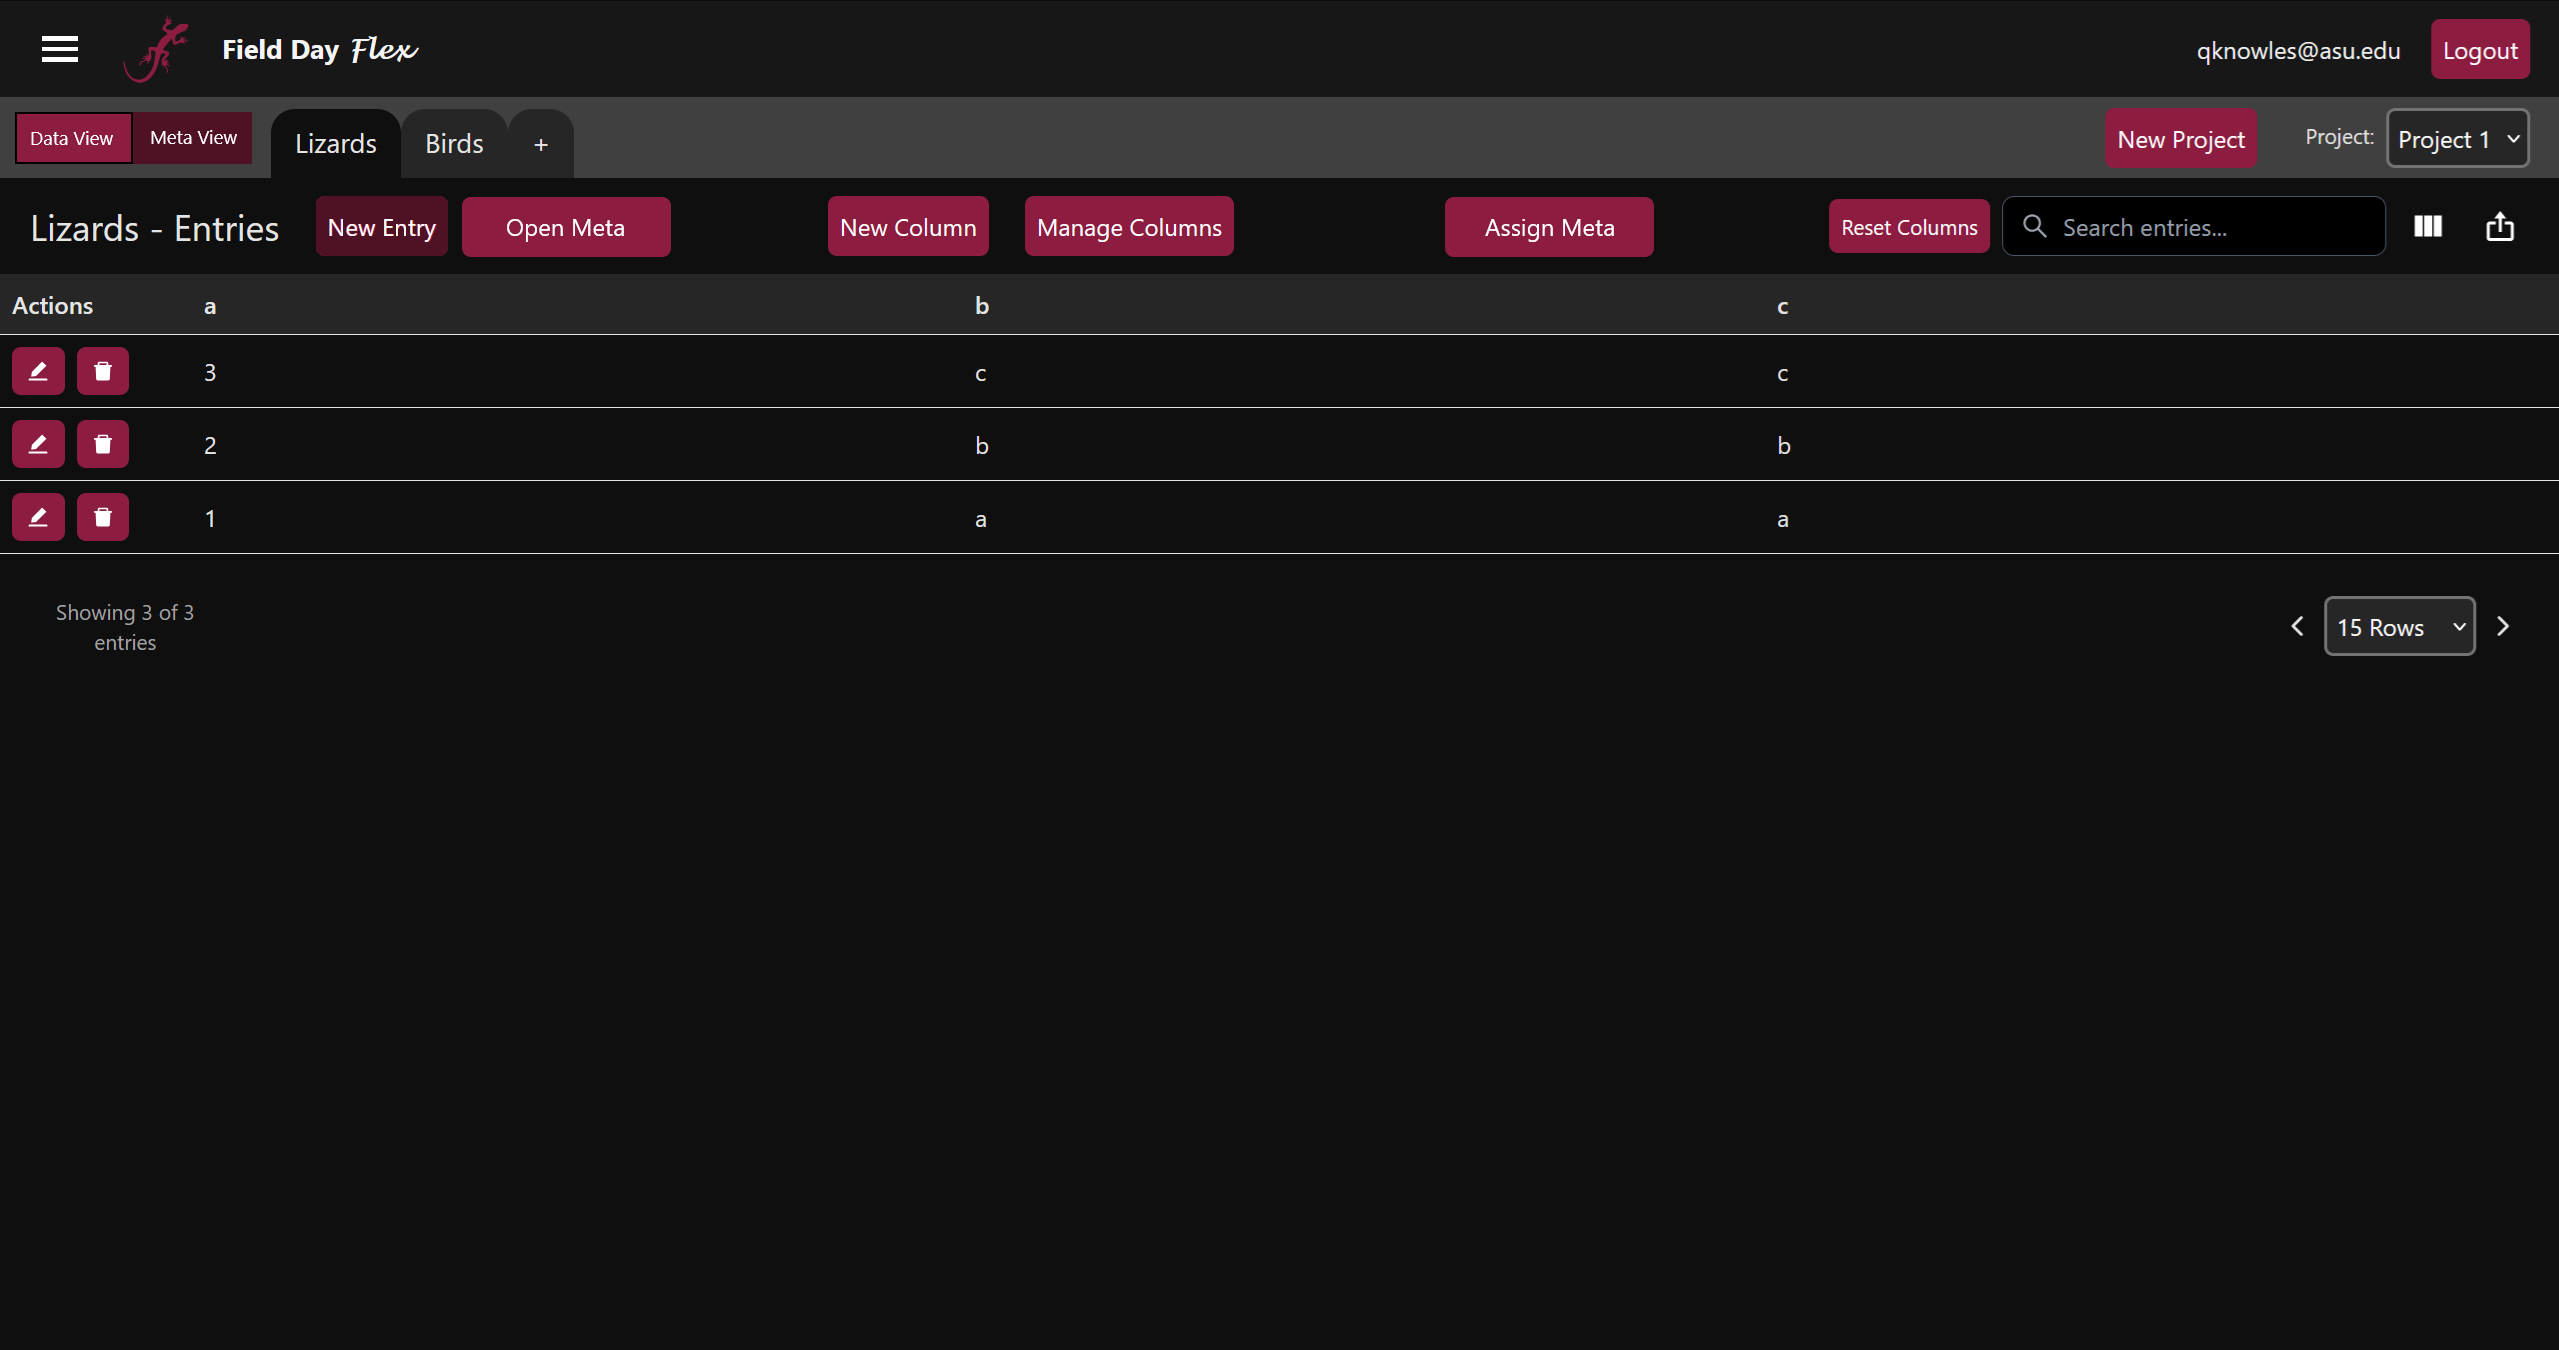 Field Day Flex
qknowles@asu.edu
Logout
Data View
Meta View
Lizards
Birds
+
New Project
Project:
Project 1
Lizards - Entries
New Entry
Open Meta
New Column
Manage Columns
Assign Meta
Reset Columns
Search entries...
Actions a b c
3 c c
2 b b
1 a a
Showing 3 of 3
entries
15 Rows